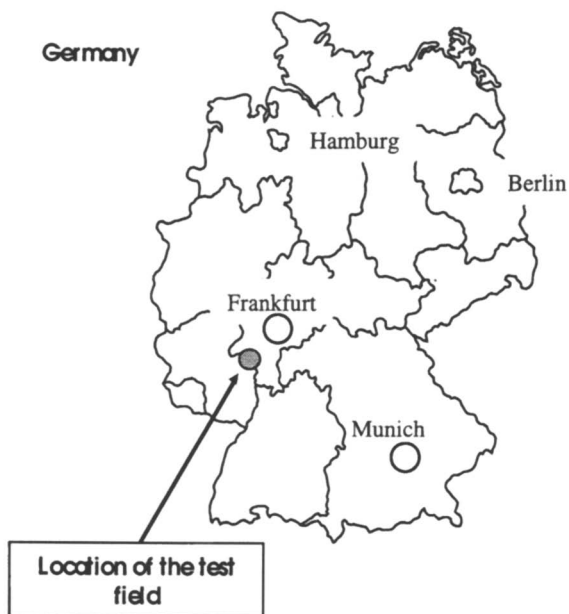 Germany
Hamburg
Berlin
Frankfurt
Munich
Location of the test
field